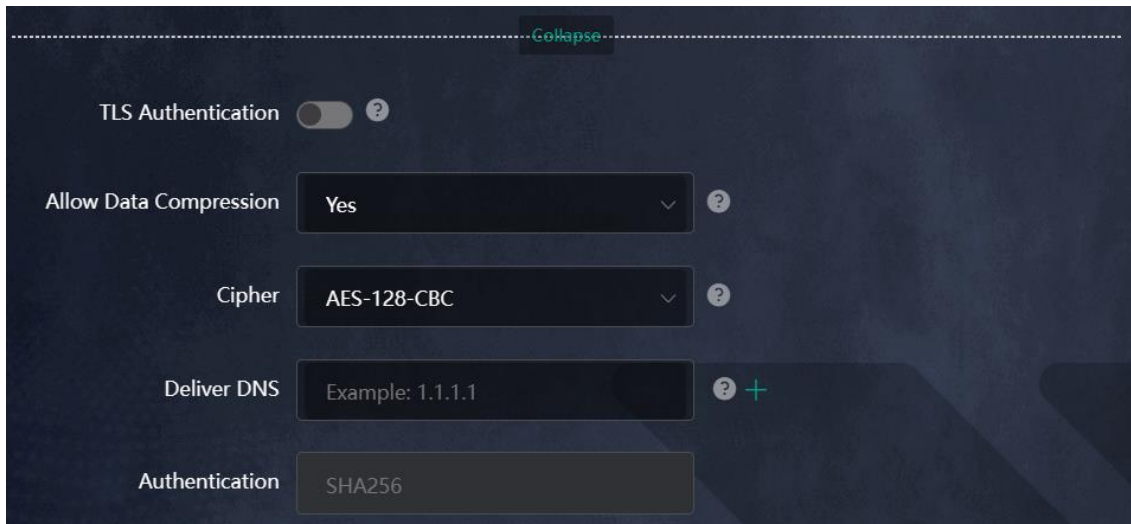 Collapse
TLS Authentication ?
Allow Data Compression Yes ?
Cipher AES-128-CBC ?
Deliver DNS Example: 1.1.1.1 ? +
Authentication SHA256